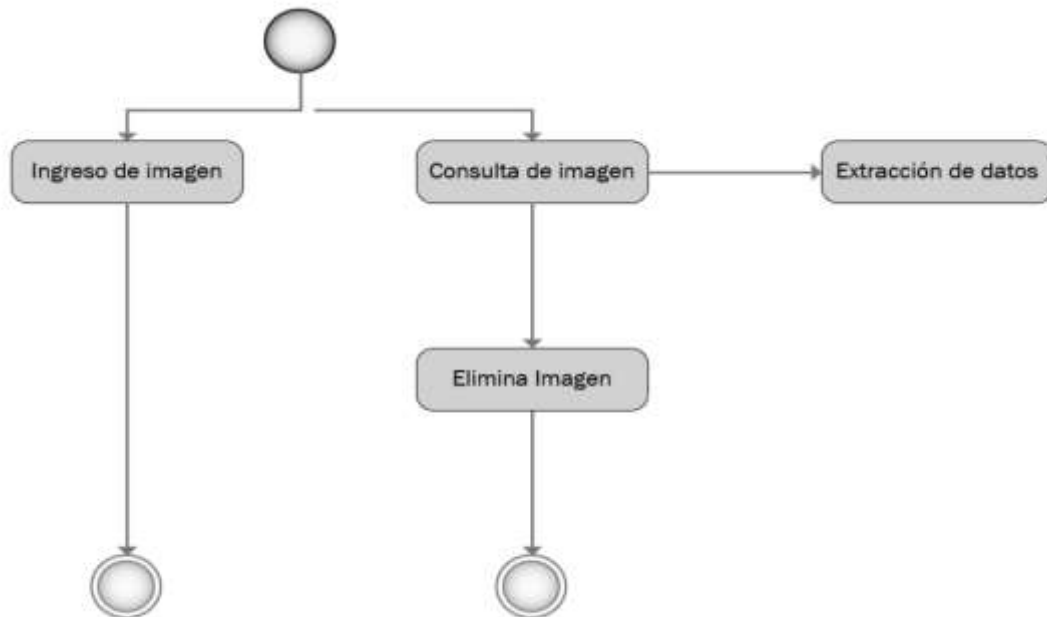 Ingreso de imagen
Consulta de imagen
Extracción de datos
Elimina Imagen